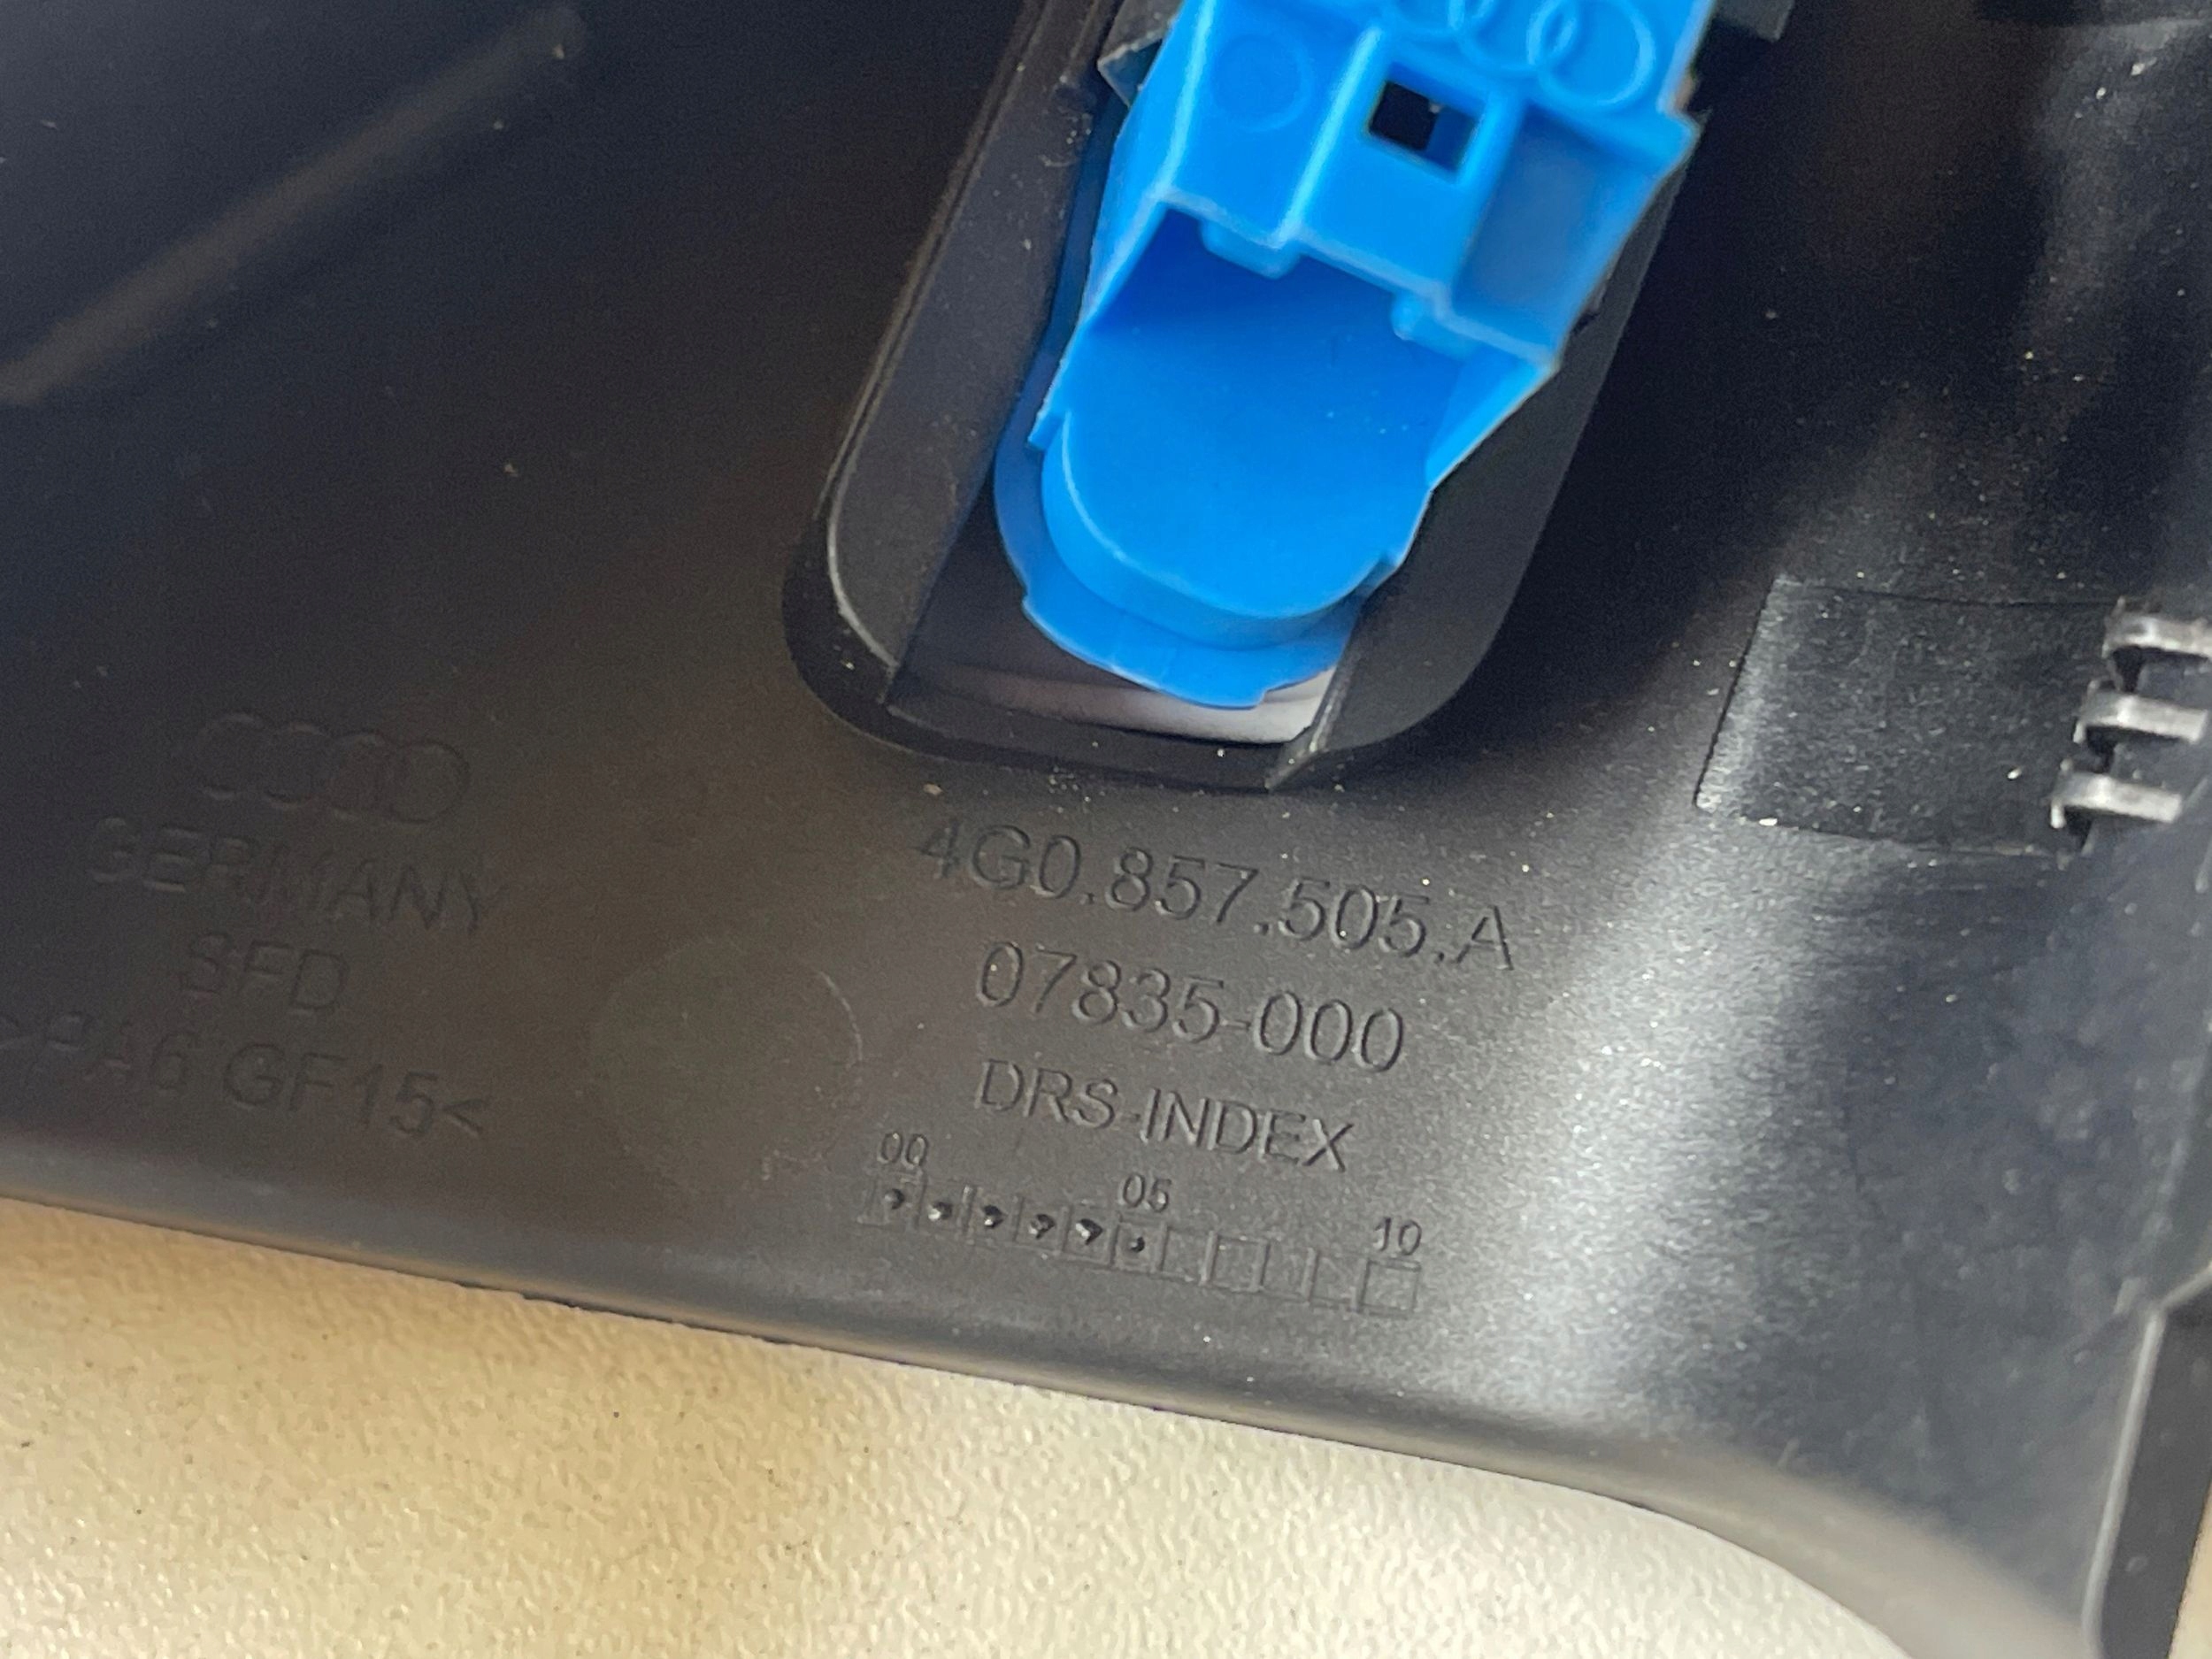 4G0.857.505.A
07835-000
DRS-INDEX
00 05 10
GERMANY
SFD
>PA6 GF15<